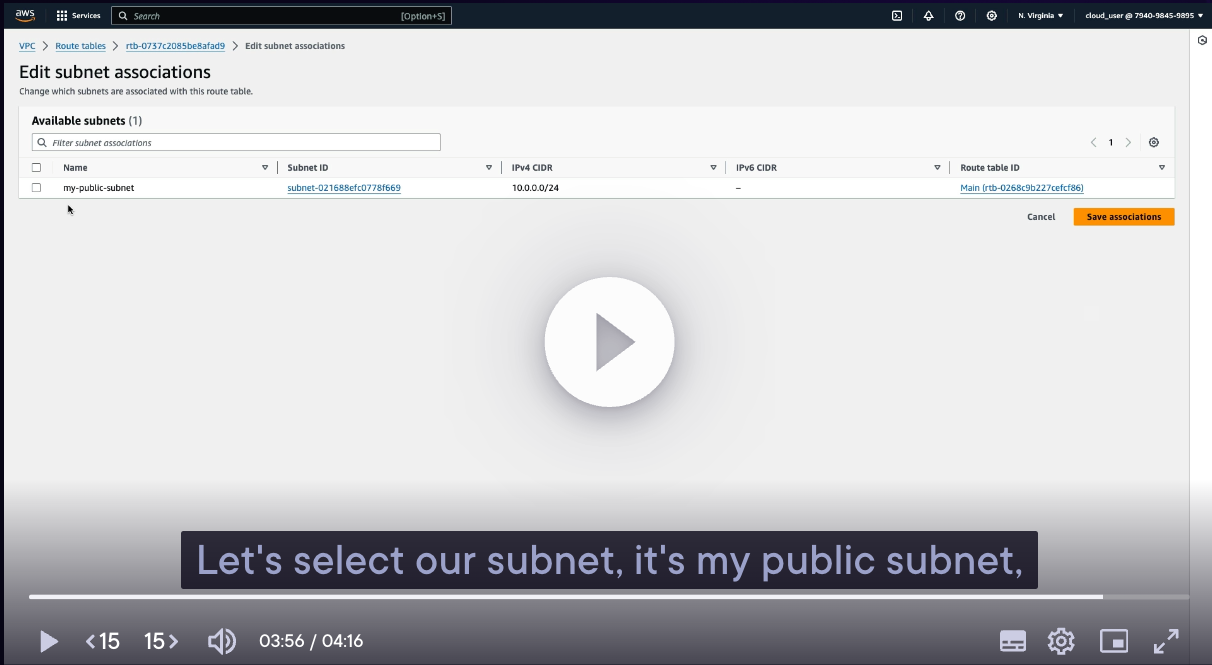 aws Services Search [Option+S] N. Virginia cloud_user @ 7940-9845-9895
VPC Route tables rtb-0737c2085be8afad9 Edit subnet associations
Edit subnet associations
Change which subnets are associated with this route table.
Available subnets (1)
Filter subnet associations 1
Name Subnet ID IPv4 CIDR IPv6 CIDR Route table ID
my-public-subnet subnet-021688efc0778f669 10.0.0.0/24 – Main (rtb-0268c9b227cefcf86)
Cancel Save associations
Let's select our subnet, it's my public subnet,
<15 15> 03:56 / 04:16